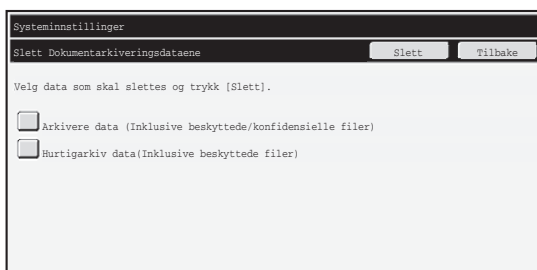 Systeminnstillinger
Slett Dokumentarkiveringsdataene Slett Tilbake
Velg data som skal slettes og trykk [Slett].
Arkivere data (Inklusive beskyttede/konfidensielle filer)
Hurtigarkiv data(Inklusive beskyttede filer)